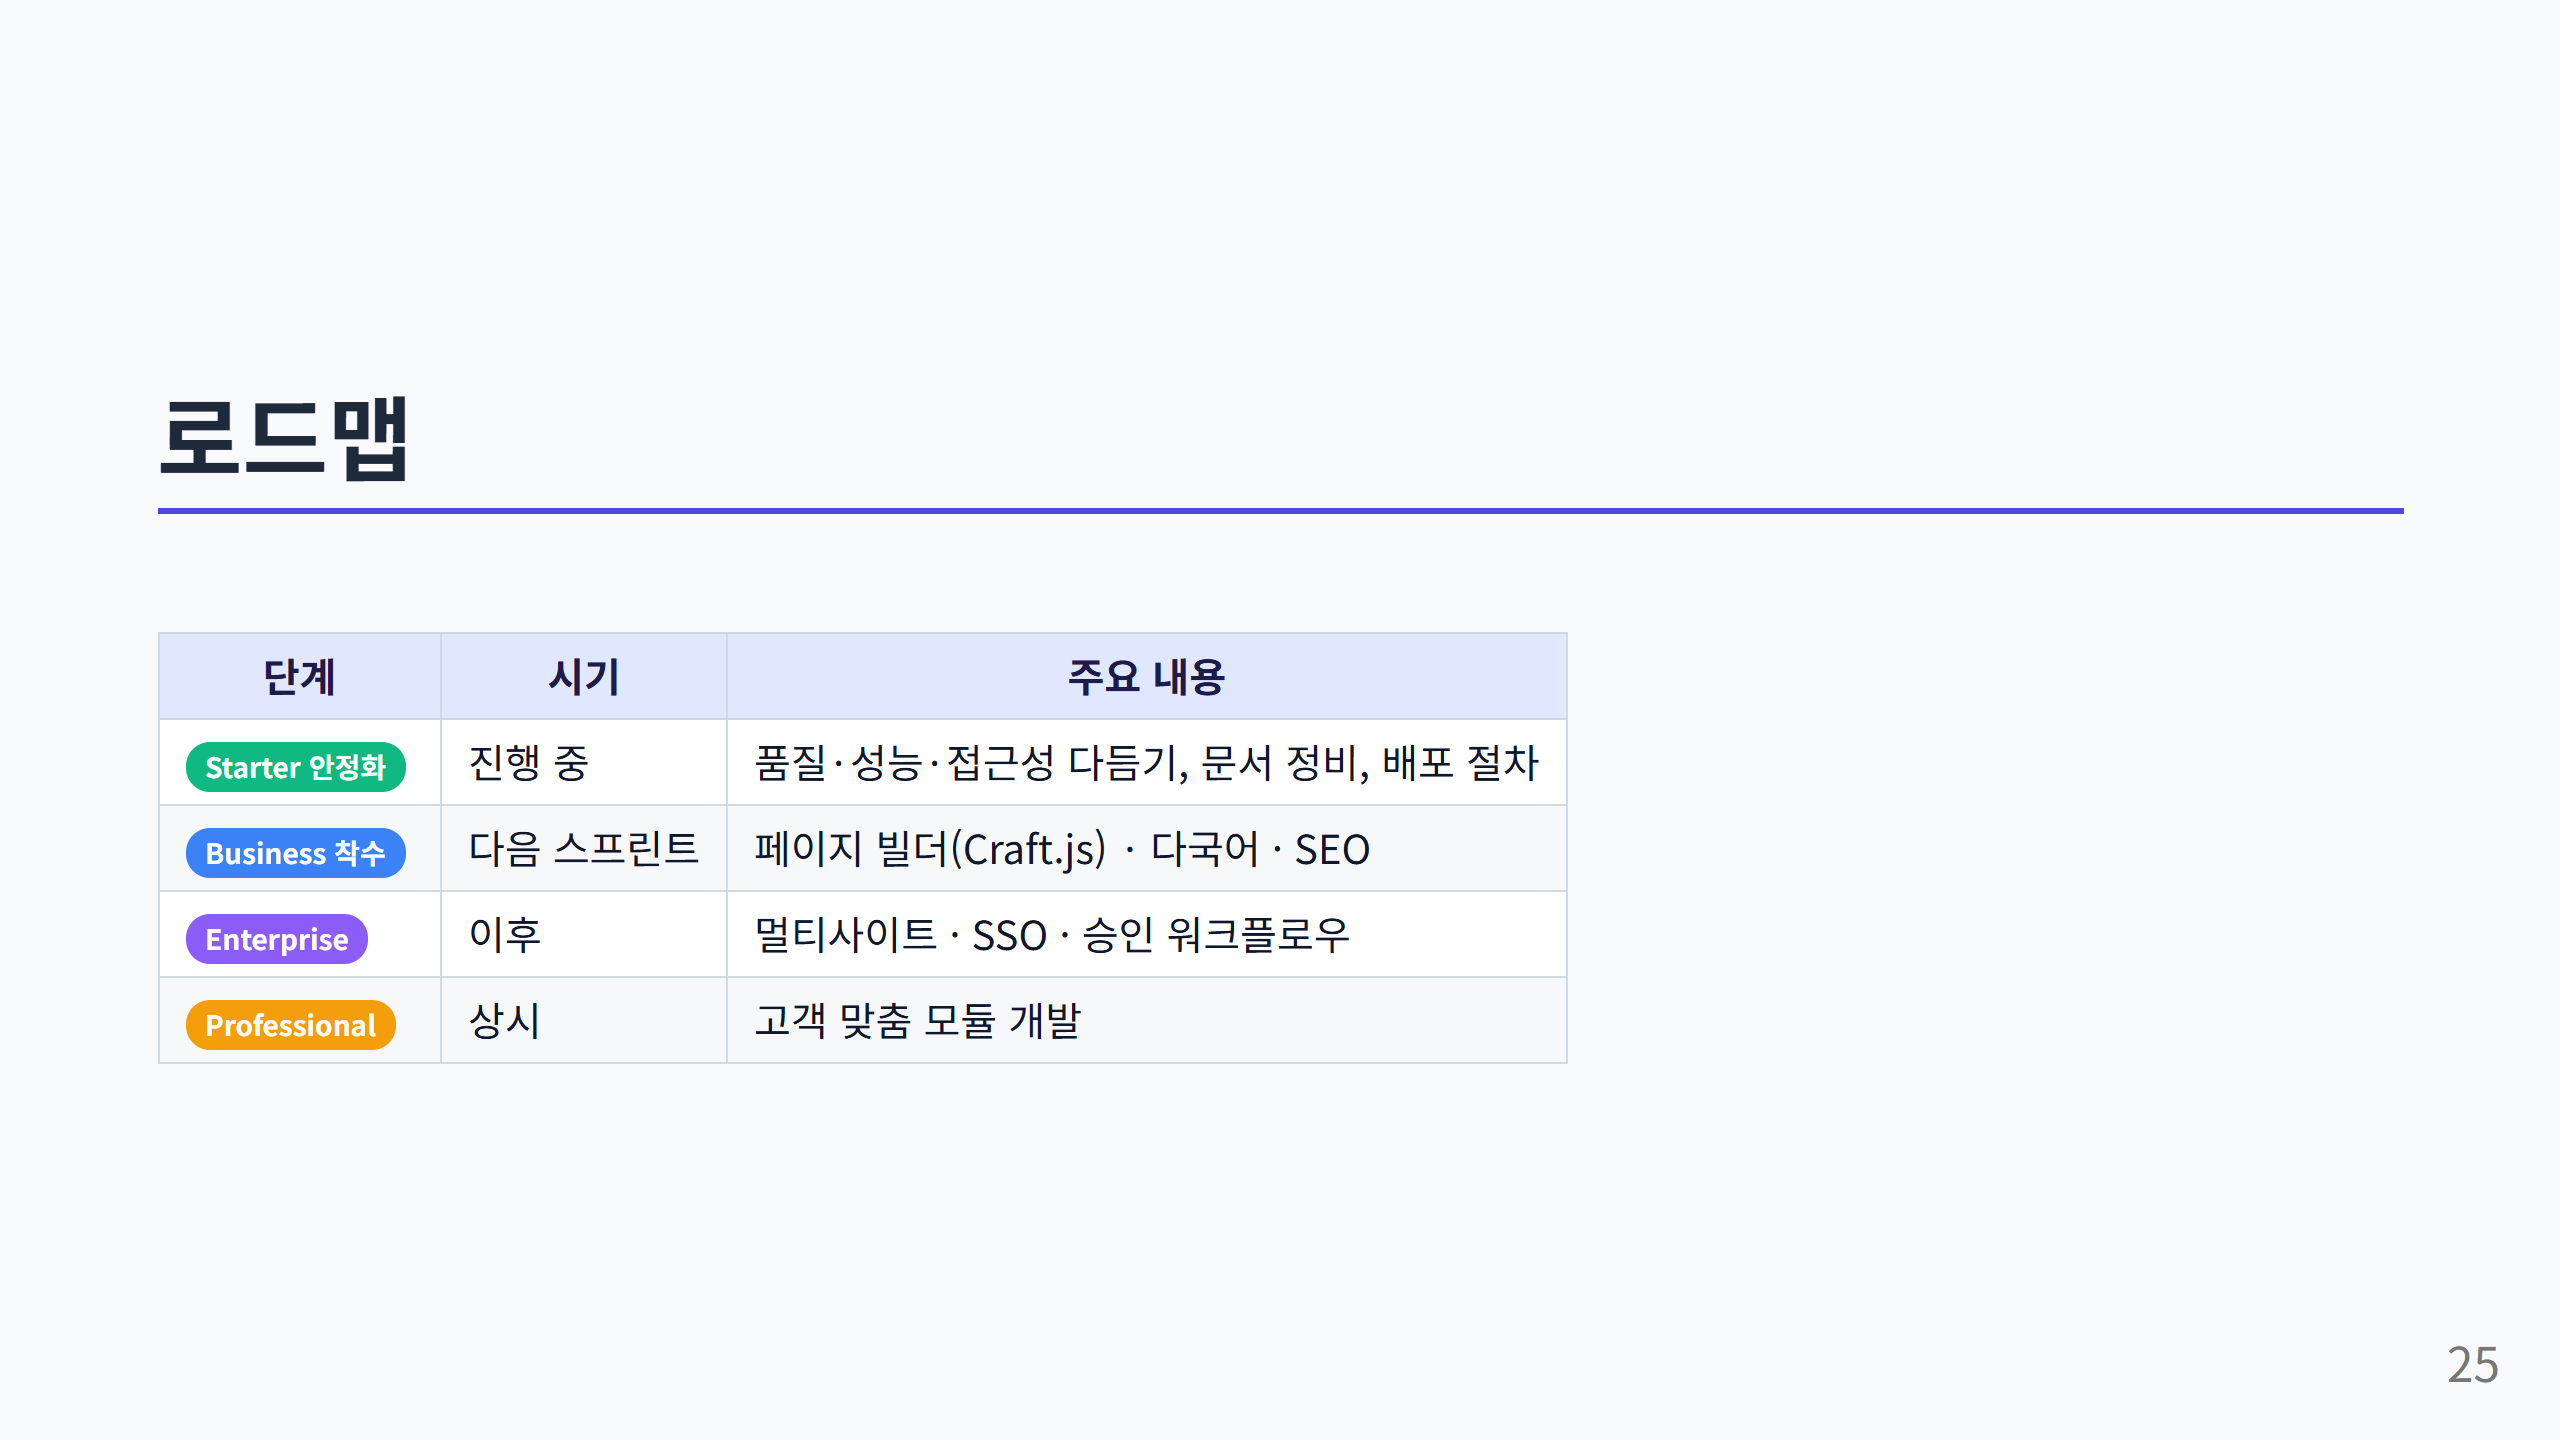 로드맵
단계 시기 주요 내용
Starter 안정화 진행 중 품질·성능·접근성 다듬기, 문서 정비, 배포 절차
Business 착수 다음 스프린트 페이지 빌더(Craft.js) · 다국어 · SEO
Enterprise 이후 멀티사이트 · SSO · 승인 워크플로우
Professional 상시 고객 맞춤 모듈 개발
25